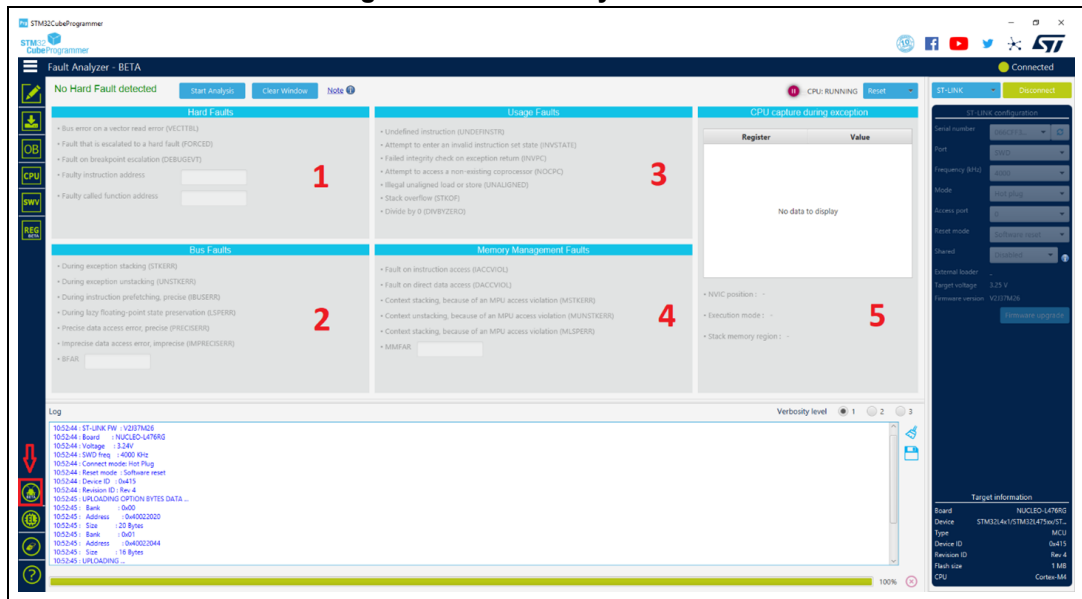 STM32CubeProgrammer
STM32
CubeProgrammer
Fault Analyzer - BETA
Connected
No Hard Fault detected
Start Analysis
Clear Window
Note
CPU: RUNNING
Reset
ST-LINK
Disconnect
Hard Faults
• Bus error on a vector read error (VECTTBL)
• Fault that is escalated to a hard fault (FORCED)
• Fault on breakpoint escalation (DEBUGEVT)
• Faulty instruction address
• Faulty called function address
1
Usage Faults
• Undefined instruction (UNDEFINSTR)
• Attempt to enter an invalid instruction set state (INVSTATE)
• Failed integrity check on exception return (INVPC)
• Attempt to access a non-existing coprocessor (NOCPC)
• Illegal unaligned load or store (UNALIGNED)
• Stack overflow (STKOF)
• Divide by 0 (DIVBYZERO)
3
CPU capture during exception
Register Value
No data to display
• NVIC position : -
• Execution mode : -
• Stack memory region : -
5
Bus Faults
• During exception stacking (STKERR)
• During exception unstacking (UNSTKERR)
• During instruction prefetching, precise (IBUSERR)
• During lazy floating-point state preservation (LSPERR)
• Precise data access error, precise (PRECISERR)
• Imprecise data access error, imprecise (IMPRECISERR)
• BFAR
2
Memory Management Faults
• Fault on instruction access (IACCVIOL)
• Fault on direct data access (DACCVIOL)
• Context stacking, because of an MPU access violation (MSTKERR)
• Context unstacking, because of an MPU access violation (MUNSTKERR)
• Context stacking, because of an MPU access violation (MLSPERR)
• MMFAR
4
ST-LINK configuration
Serial number
Port SWD
Frequency (kHz) 4000
Mode Hot plug
Access port 0
Reset mode Software reset
Shared Disabled
External loader -
Target voltage 3.25 V
Firmware version V2J37M26
Firmware upgrade
OB
CPU
SWV
REG
BETA
Log
Verbosity level 1 2 3
10:52:44 : ST-LINK FW : V2J37M26
10:52:44 : Board : NUCLEO-L476RG
10:52:44 : Voltage : 3.24V
10:52:44 : SWD freq : 4000 KHz
10:52:44 : Connect mode: Hot Plug
10:52:44 : Reset mode : Software reset
10:52:44 : Device ID : 0x415
10:52:44 : Revision ID : Rev 4
10:52:45 : UPLOADING OPTION BYTES DATA ...
10:52:45 : Bank : 0x00
10:52:45 : Address : 0x40022020
10:52:45 : Size : 20 Bytes
10:52:45 : Bank : 0x01
10:52:45 : Address : 0x40022044
10:52:45 : Size : 16 Bytes
10:52:45 : UPLOADING ...
100%
Target information
Board NUCLEO-L476RG
Device STM32L4x1/STM32L475xx/ST...
Type MCU
Device ID 0x415
Revision ID Rev 4
Flash size 1 MB
CPU Cortex-M4